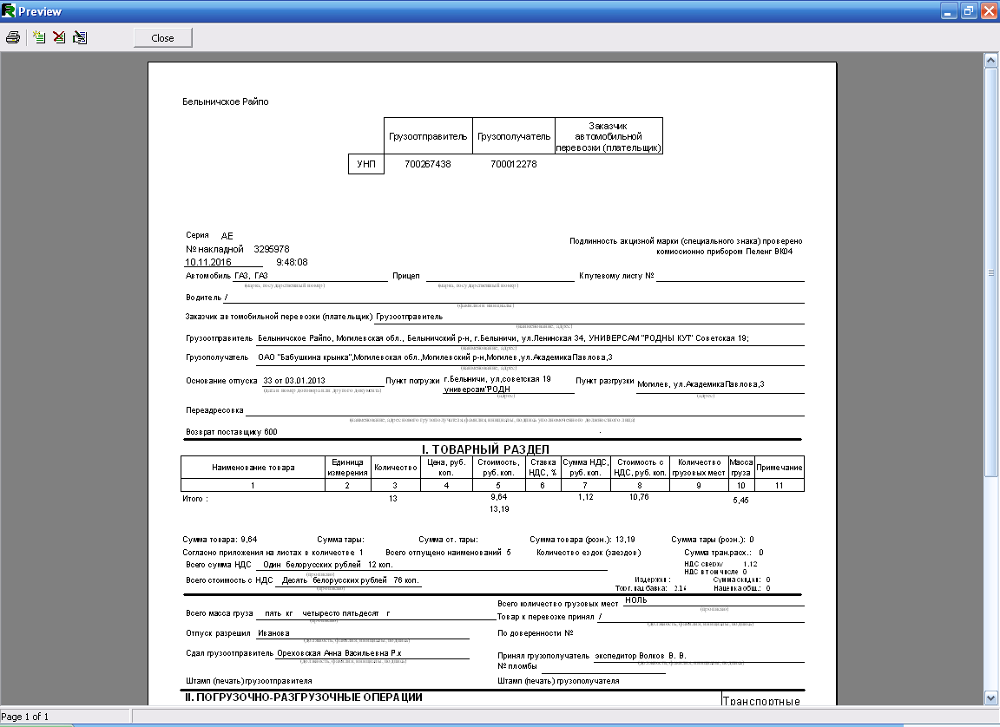 Preview
Close
Белыничское Райпо
Грузоотправитель Грузополучатель Заказчик автомобильной перевозки (плательщик)
УНП 700267438 700012278
Серия АЕ
№ накладной 3295978
10.11.2016 9:48:08
Подлинность акцизной марки (специального знака) проверено
комиссионно прибором Пеленг ВК04
Автомобиль ГАЗ, ГАЗ Прицеп К путевому листу №
(марка, государственный номер) (марка, государственный номер)
Водитель /
(фамилия и инициалы)
Заказчик автомобильной перевозки (плательщик) Грузоотправитель
(наименование, адрес)
Грузоотправитель Белыничское Райпо, Могилевская обл., Белыничский р-н, г.Белыничи, ул.Ленинская 34, УНИВЕРСАМ "РОДНЫ КУТ" Советская 19;
(наименование, адрес)
Грузополучатель ОАО "Бабушкина крынка",Могилевская обл.,Могилевский р-н,Могилев,ул.АкадемикаПавлова,3
(наименование, адрес)
Основание отпуска 33 от 03.01.2013 Пункт погрузки г.Белыничи, ул,советская 19 универсам"РОДН Пункт разгрузки Могилев, ул.АкадемикаПавлова,3
(дата и номер договора или другого документа) (адрес) (адрес)
Переадресовка
(наименование, адрес нового грузополучателя,фамилия, инициалы, подпись уполномоченного должностного лица)
Возврат поставщику 600 .
I. ТОВАРНЫЙ РАЗДЕЛ
Наименование товара Единица измерения Количество Цена, руб. коп. Стоимость, руб. коп. Ставка НДС, % Сумма НДС, руб. коп. Стоимость с НДС, руб. коп. Количество грузовых мест Масса груза Примечание
1 2 3 4 5 6 7 8 9 10 11
Итого : 13 9,64 1,12 10,76 5,45
13,19
Сумма товара: 9,64 Сумма тары: Сумма ст. тары: Сумма товара (розн.): 13,19 Сумма тары (розн.): 0
Согласно приложения на листах в количестве 1 Всего отпущено наименований 5 Количество ездок (заездов) Сумма тран.расх.: 0
Всего сумма НДС Один белорусских рублей 12 коп. НДС сверху 1.12
(прописью) НДС в том числе 0
Всего стоимость с НДС Десять белорусских рублей 76 коп. Издержки : Сумма скидки: 0
(прописью) Торг. надбавка: 2.14 Наценка общ.: 0
Всего количество грузовых мест НОЛЬ
(прописью)
Всего масса груза пять кг четыресто пятьдесят г Товар к перевозке принял /
(прописью) (должность, фамилия, инициалы, подпись)
Отпуск разрешил Иванова По доверенности №
(должность, фамилия, инициалы, подпись)
Сдал грузоотправитель Ореховская Анна Васильевна Р.к Принял грузополучатель экспедитор Волков В. В.
(должность, фамилия, инициалы, подпись) (должность, фамилия, инициалы, подпись)
№ пломбы
Штамп (печать) грузоотправителя Штамп (печать) грузополучателя
II. ПОГРУЗОЧНО-РАЗГРУЗОЧНЫЕ ОПЕРАЦИИ Транспортные
Page 1 of 1